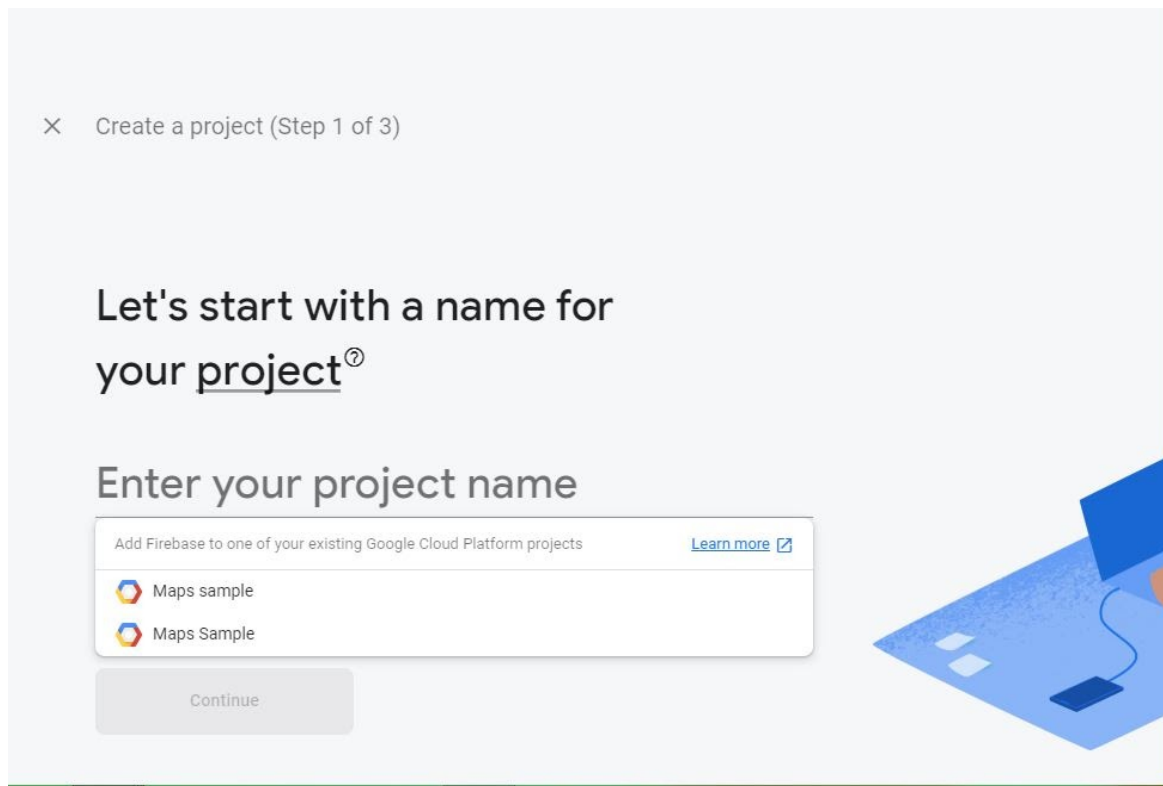 Create a project (Step 1 of 3)
Let's start with a name for
your project
Enter your project name
Add Firebase to one of your existing Google Cloud Platform projects Learn more
Maps sample
Maps Sample
Continue